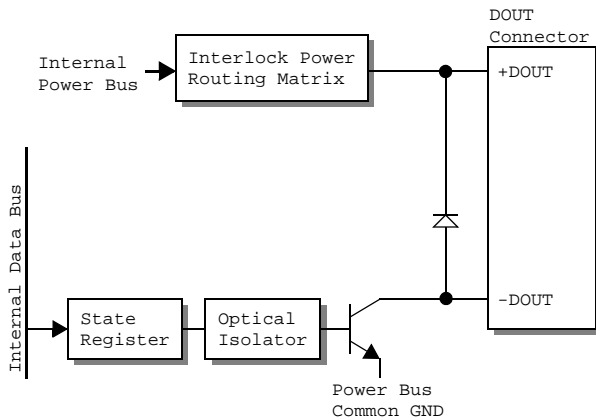 DOUT
Connector
Internal
Power Bus
Interlock Power
Routing Matrix
+DOUT
Internal Data Bus
State
Register
Optical
Isolator
-DOUT
Power Bus
Common GND